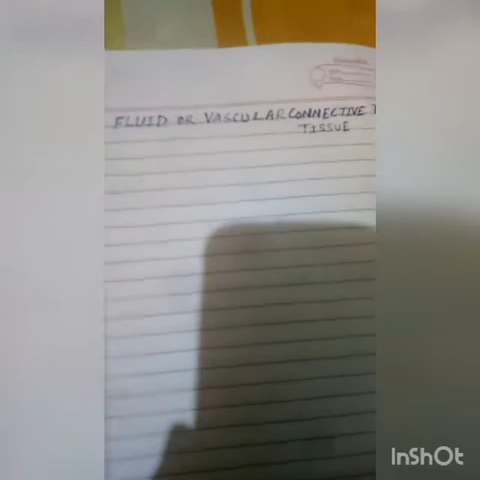 FLUID OR VASCULAR CONNECTIVE
TISSUE
InShOt